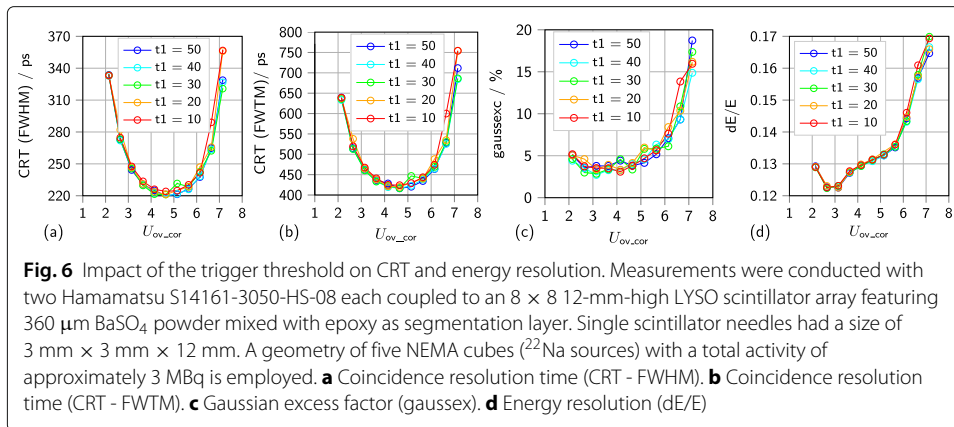 CRT (FWHM) / ps
370
340
310
280
250
220
t1 = 50
t1 = 40
t1 = 30
t1 = 20
t1 = 10
1 2 3 4 5 6 7 8
(a) U_ov_cor
CRT (FWTM)/ ps
800
750
700
650
600
550
500
450
400
t1 = 50
t1 = 40
t1 = 30
t1 = 20
t1 = 10
1 2 3 4 5 6 7 8
(b) U_ov_cor
gaussexc / %
20
15
10
5
0
t1 = 50
t1 = 40
t1 = 30
t1 = 20
t1 = 10
1 2 3 4 5 6 7 8
(c) U_ov_cor
dE/E
0.17
0.16
0.15
0.14
0.13
0.12
t1 = 50
t1 = 40
t1 = 30
t1 = 20
t1 = 10
1 2 3 4 5 6 7 8
(d) U_ov_cor
Fig. 6 Impact of the trigger threshold on CRT and energy resolution. Measurements were conducted with
two Hamamatsu S14161-3050-HS-08 each coupled to an 8 × 8 12-mm-high LYSO scintillator array featuring
360 μm BaSO₄ powder mixed with epoxy as segmentation layer. Single scintillator needles had a size of
3 mm × 3 mm × 12 mm. A geometry of five NEMA cubes (²²Na sources) with a total activity of
approximately 3 MBq is employed. a Coincidence resolution time (CRT - FWHM). b Coincidence resolution
time (CRT - FWTM). c Gaussian excess factor (gaussex). d Energy resolution (dE/E)